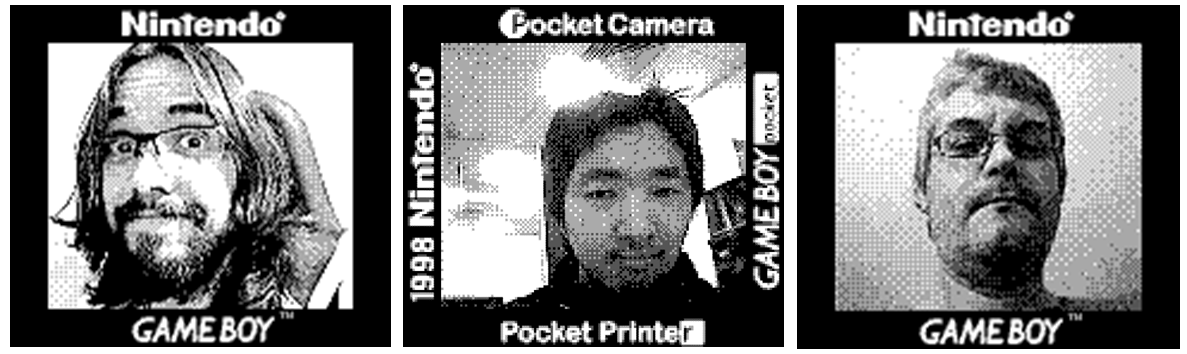 Nintendo
GAME BOY™
Pocket Camera
1998 Nintendo
GAME BOY pocket
Pocket Printer
Nintendo
GAME BOY™